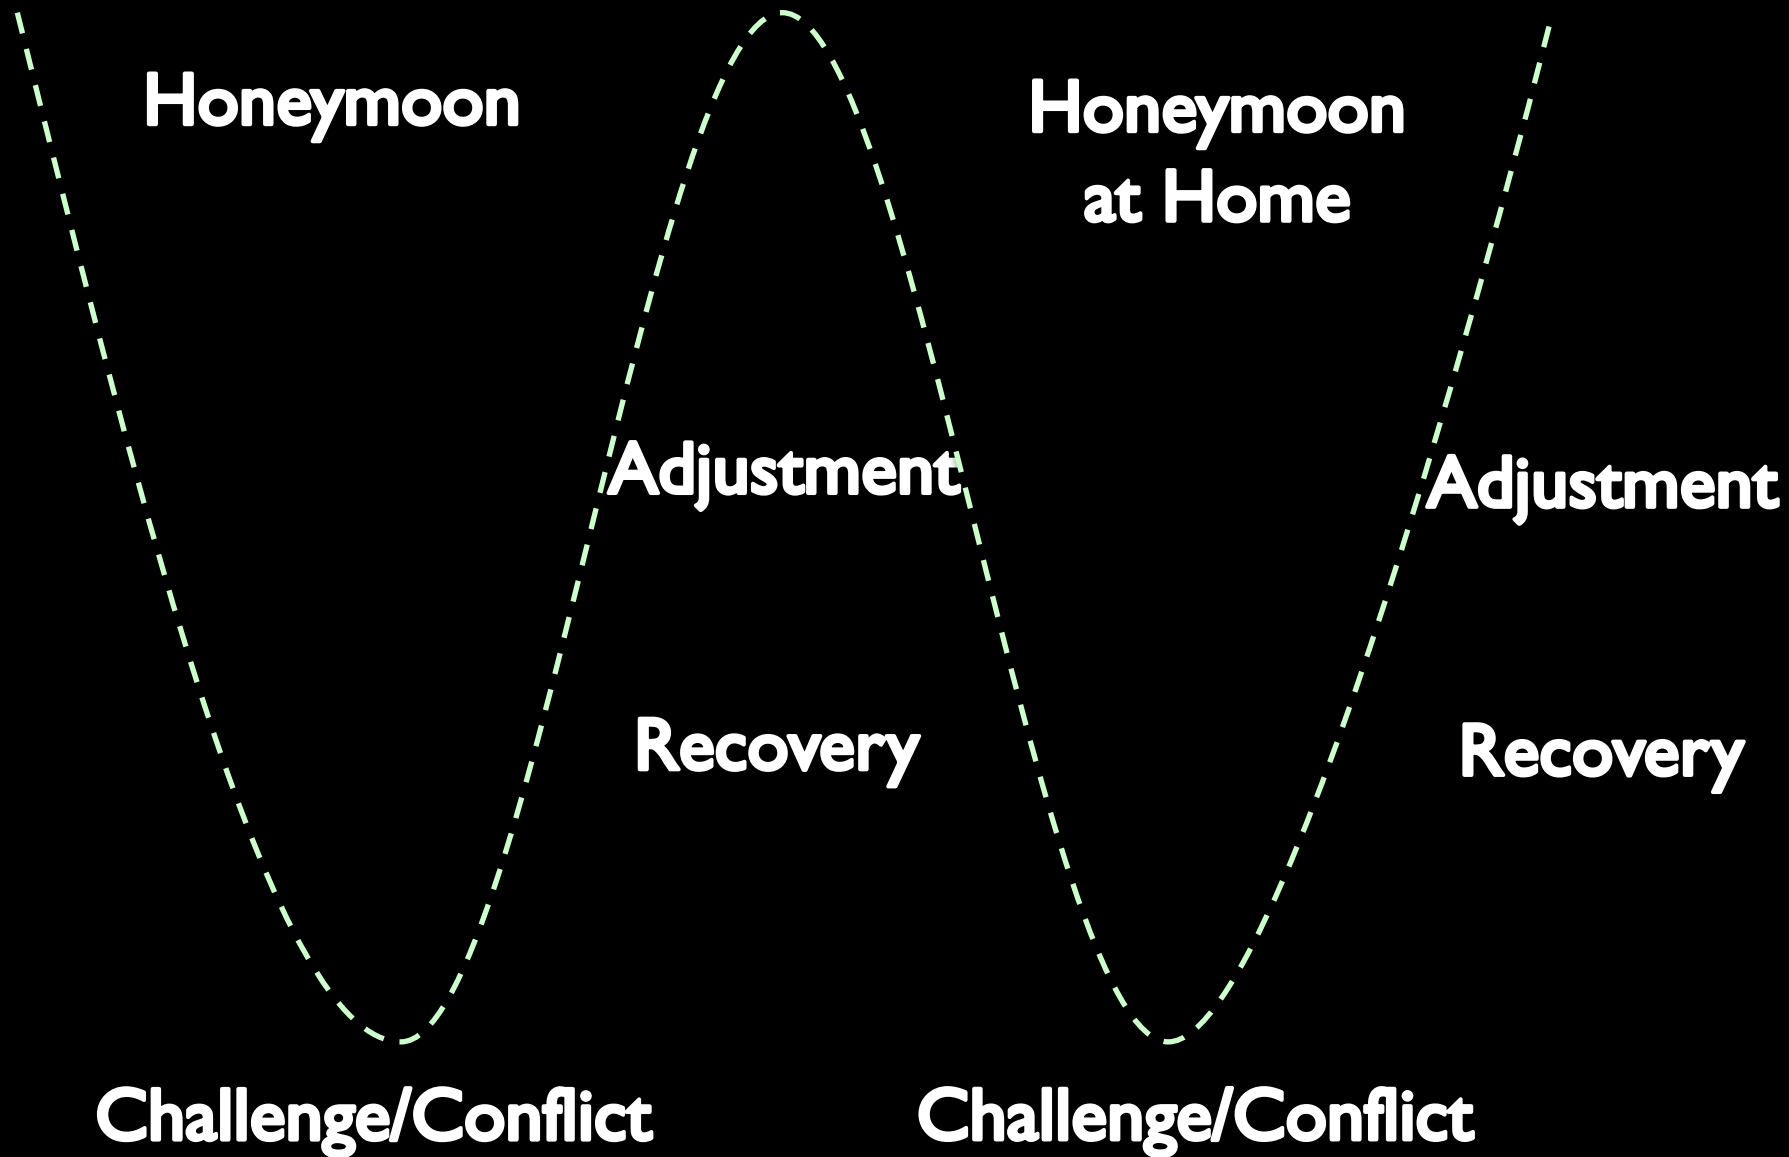 Honeymoon
Honeymoon
at Home
Adjustment
Adjustment
Recovery
Recovery
Challenge/Conflict
Challenge/Conflict